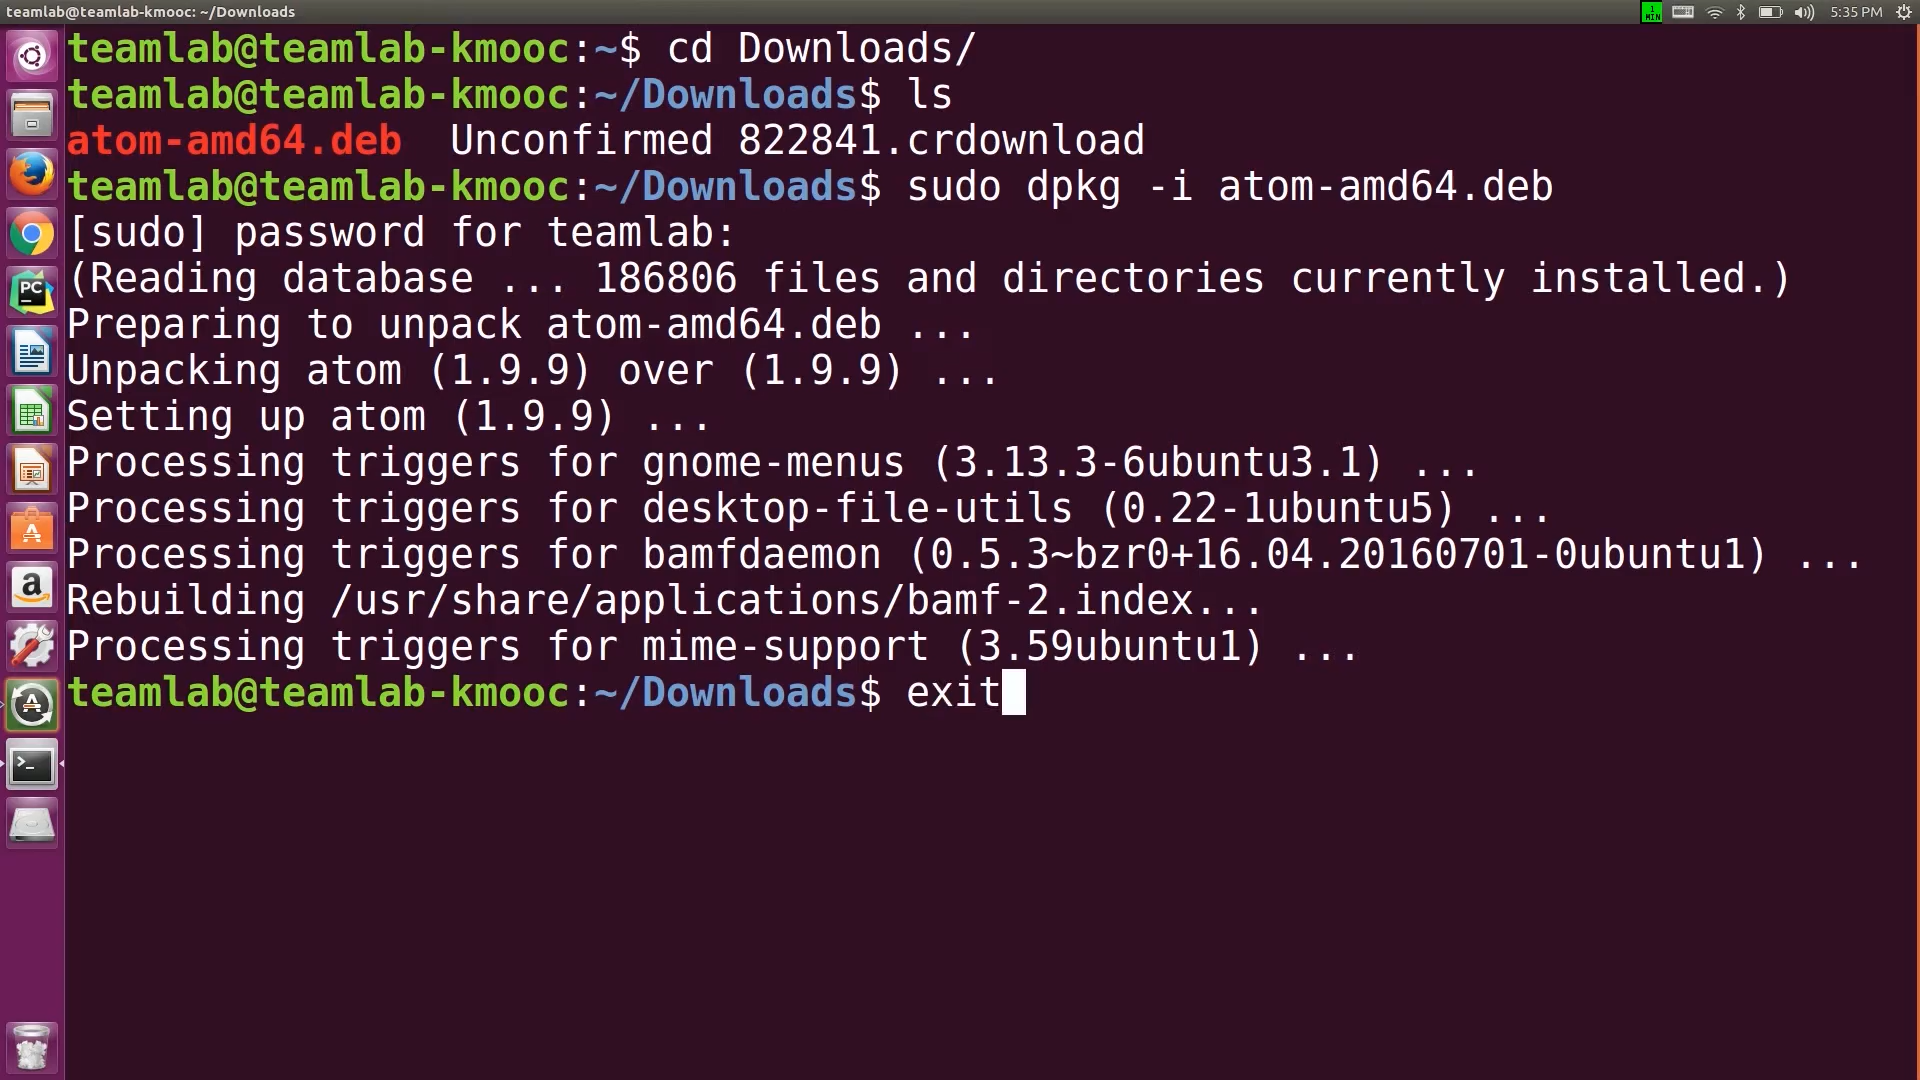 teamlab@teamlab-kmooc: ~/Downloads
1 MIN
5:35 PM
teamlab@teamlab-kmooc:~$ cd Downloads/
teamlab@teamlab-kmooc:~/Downloads$ ls
atom-amd64.deb  Unconfirmed 822841.crdownload
teamlab@teamlab-kmooc:~/Downloads$ sudo dpkg -i atom-amd64.deb
[sudo] password for teamlab:
(Reading database ... 186806 files and directories currently installed.)
Preparing to unpack atom-amd64.deb ...
Unpacking atom (1.9.9) over (1.9.9) ...
Setting up atom (1.9.9) ...
Processing triggers for gnome-menus (3.13.3-6ubuntu3.1) ...
Processing triggers for desktop-file-utils (0.22-1ubuntu5) ...
Processing triggers for bamfdaemon (0.5.3~bzr0+16.04.20160701-0ubuntu1) ...
Rebuilding /usr/share/applications/bamf-2.index...
Processing triggers for mime-support (3.59ubuntu1) ...
teamlab@teamlab-kmooc:~/Downloads$ exit
PC
a